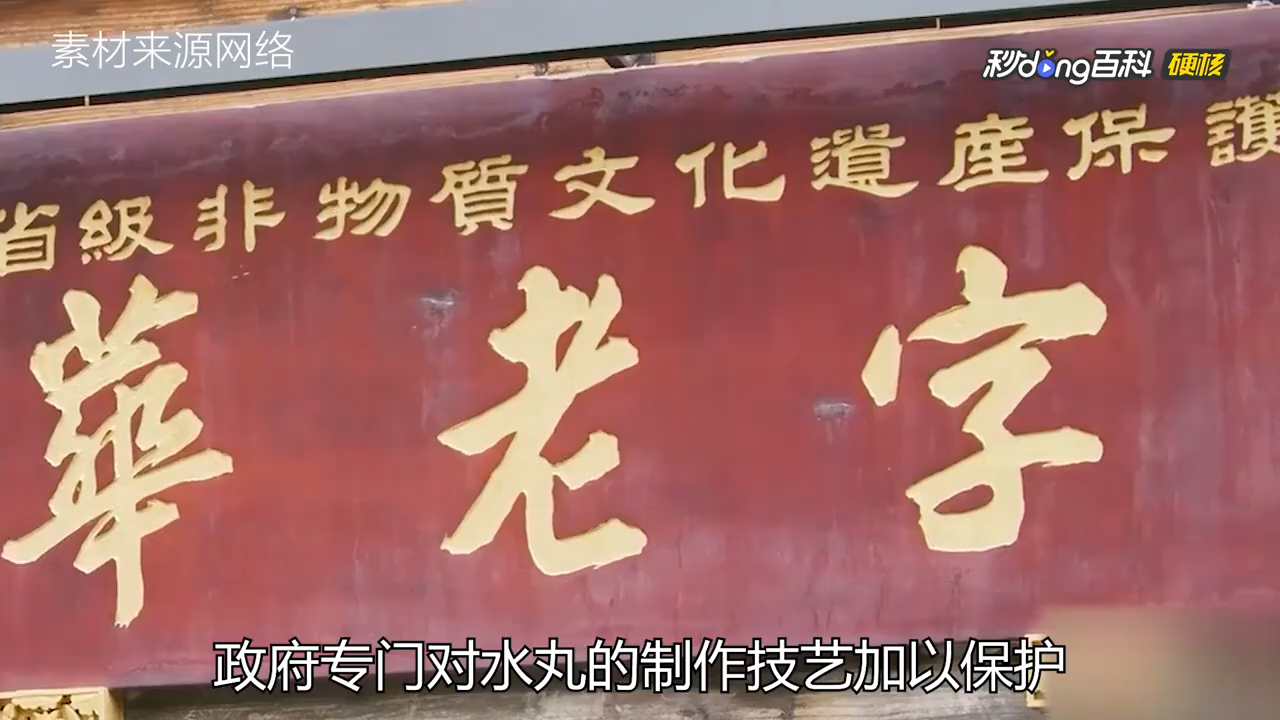 素材来源网络
秒dong百科 硬核
省級非物質文化遺產保護
華老字
政府专门对水丸的制作技艺加以保护